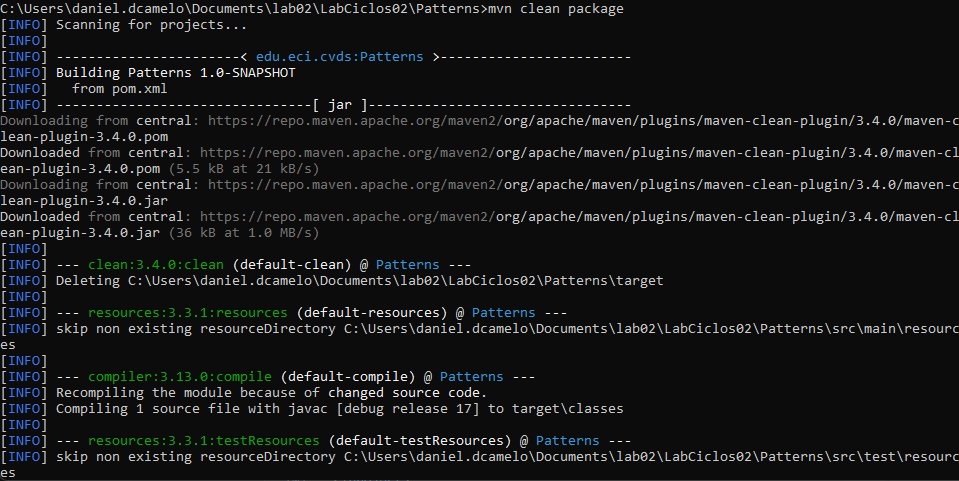 C:\Users\daniel.dcamelo\Documents\lab02\LabCiclos02\Patterns>mvn clean package
[INFO] Scanning for projects...
[INFO]
[INFO] -----------------------< edu.eci.cvds:Patterns >------------------------
[INFO] Building Patterns 1.0-SNAPSHOT
[INFO]   from pom.xml
[INFO] --------------------------------[ jar ]---------------------------------
Downloading from central: https://repo.maven.apache.org/maven2/org/apache/maven/plugins/maven-clean-plugin/3.4.0/maven-c
lean-plugin-3.4.0.pom
Downloaded from central: https://repo.maven.apache.org/maven2/org/apache/maven/plugins/maven-clean-plugin/3.4.0/maven-cl
ean-plugin-3.4.0.pom (5.5 kB at 21 kB/s)
Downloading from central: https://repo.maven.apache.org/maven2/org/apache/maven/plugins/maven-clean-plugin/3.4.0/maven-c
lean-plugin-3.4.0.jar
Downloaded from central: https://repo.maven.apache.org/maven2/org/apache/maven/plugins/maven-clean-plugin/3.4.0/maven-cl
ean-plugin-3.4.0.jar (36 kB at 1.0 MB/s)
[INFO]
[INFO] --- clean:3.4.0:clean (default-clean) @ Patterns ---
[INFO] Deleting C:\Users\daniel.dcamelo\Documents\lab02\LabCiclos02\Patterns\target
[INFO]
[INFO] --- resources:3.3.1:resources (default-resources) @ Patterns ---
[INFO] skip non existing resourceDirectory C:\Users\daniel.dcamelo\Documents\lab02\LabCiclos02\Patterns\src\main\resourc
es
[INFO]
[INFO] --- compiler:3.13.0:compile (default-compile) @ Patterns ---
[INFO] Recompiling the module because of changed source code.
[INFO] Compiling 1 source file with javac [debug release 17] to target\classes
[INFO]
[INFO] --- resources:3.3.1:testResources (default-testResources) @ Patterns ---
[INFO] skip non existing resourceDirectory C:\Users\daniel.dcamelo\Documents\lab02\LabCiclos02\Patterns\src\test\resourc
es